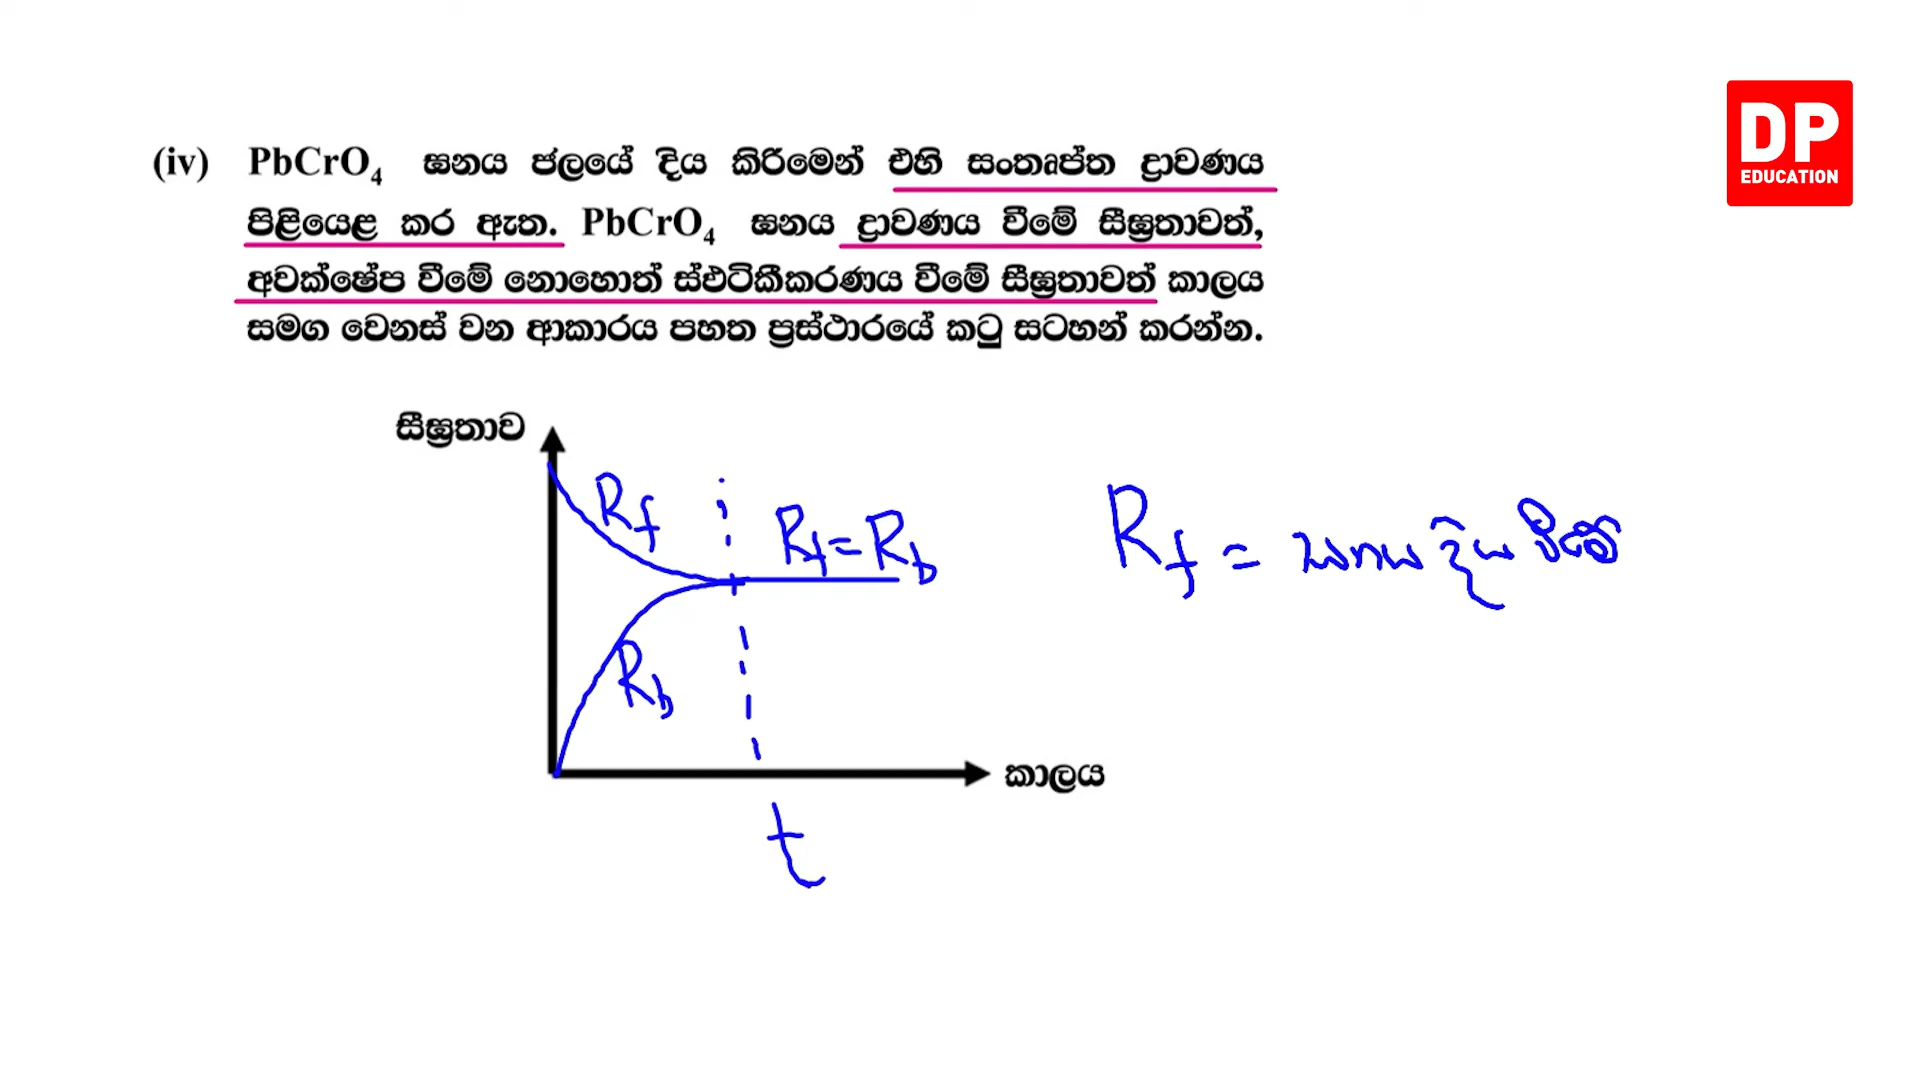 DP
EDUCATION
(iv) PbCrO₄ ඝනය ජලයේ දිය කිරීමෙන් එහි සංතෘප්ත ද්‍රාවණය
පිළියෙළ කර ඇත. PbCrO₄ ඝනය ද්‍රාවණය වීමේ සීඝ්‍රතාවත්,
අවක්ෂේප වීමේ නොහොත් ස්ඵටිකීකරණය වීමේ සීඝ්‍රතාවත් කාලය
සමග වෙනස් වන ආකාරය පහත ප්‍රස්ථාරයේ කටු සටහන් කරන්න.
සීඝ්‍රතාව
Rf
Rf = Rb
Rf = ඝනය දිය වීමේ
Rb
කාලය
t